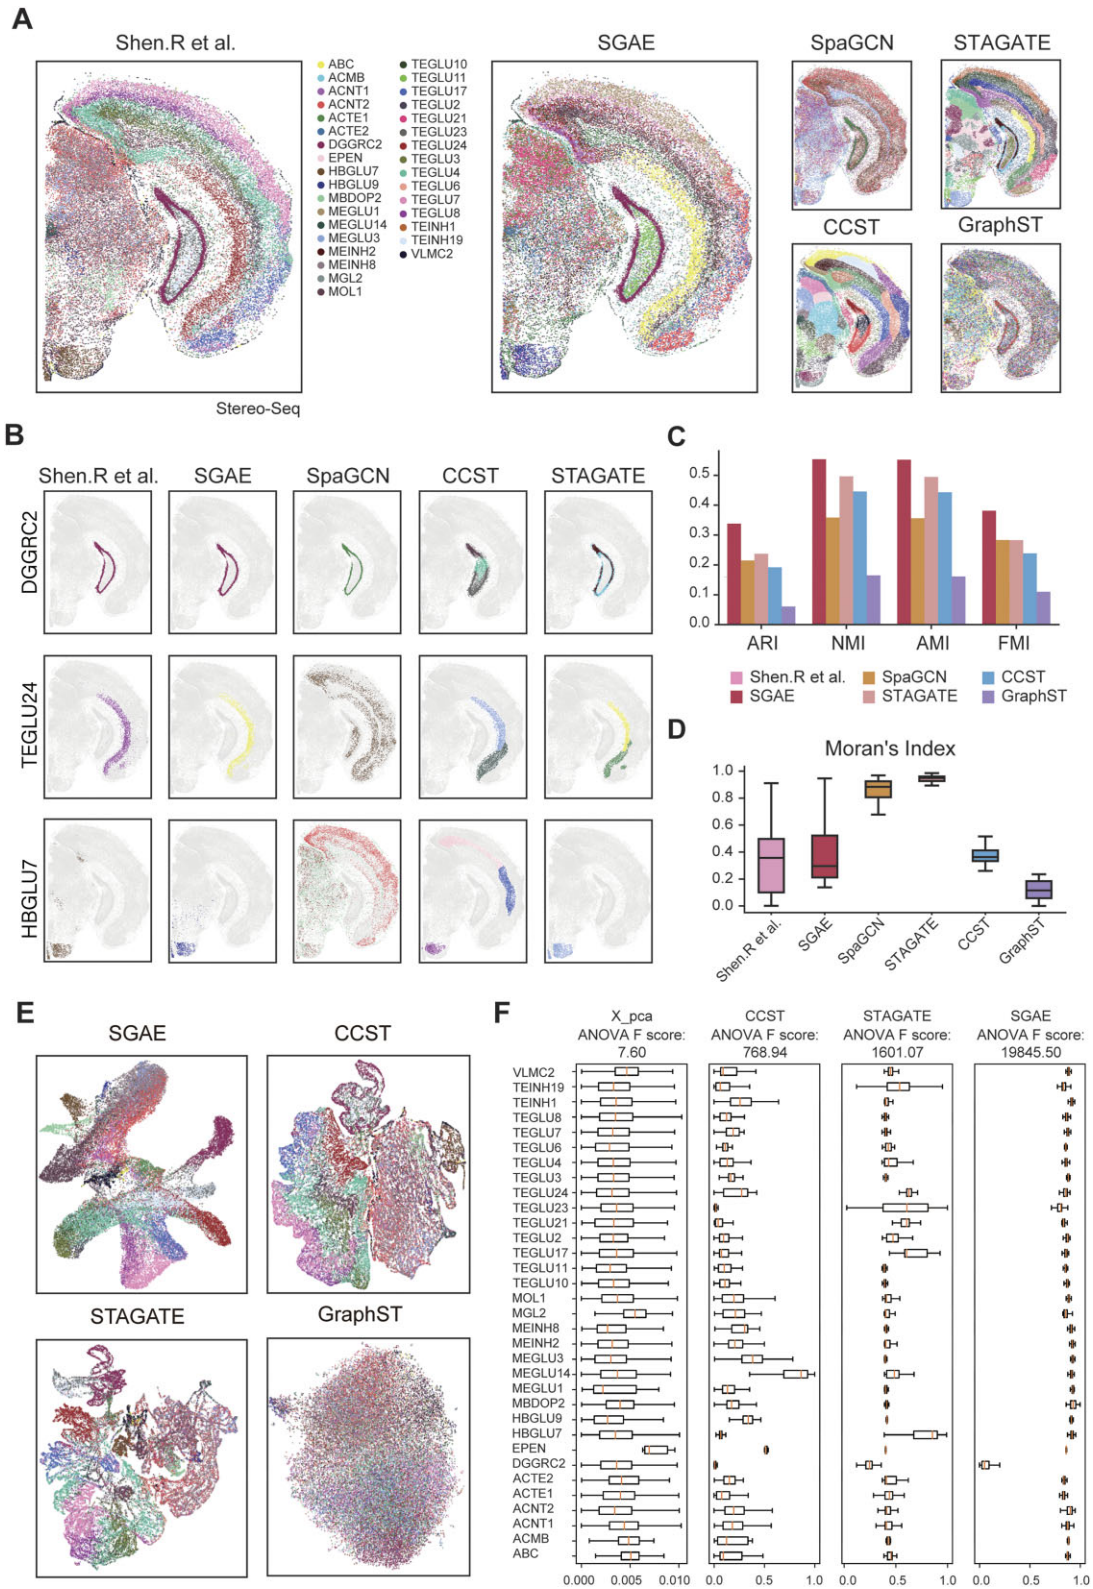 A
Shen.R et al.
SGAE
SpaGCN
STAGATE
ABC
ACMB
ACNT1
ACNT2
ACTE1
ACTE2
DGGRC2
EPEN
HBGLU7
HBGLU9
MBDOP2
MEGLU1
MEGLU14
MEGLU3
MEINH2
MEINH8
MGL2
MOL1
TEGLU10
TEGLU11
TEGLU17
TEGLU2
TEGLU21
TEGLU23
TEGLU24
TEGLU3
TEGLU4
TEGLU6
TEGLU7
TEGLU8
TEINH1
TEINH19
VLMC2
CCST
GraphST
Stereo-Seq
B
Shen.R et al.
SGAE
SpaGCN
CCST
STAGATE
DGGRC2
TEGLU24
HBGLU7
C
0.5
0.4
0.3
0.2
0.1
0.0
ARI
NMI
AMI
FMI
Shen.R et al.
SpaGCN
CCST
SGAE
STAGATE
GraphST
D
Moran's Index
1.0
0.8
0.6
0.4
0.2
0.0
Shen.R et al.
SGAE
SpaGCN
STAGATE
CCST
GraphST
E
SGAE
CCST
STAGATE
GraphST
F
X_pca
ANOVA F score:
7.60
CCST
ANOVA F score:
768.94
STAGATE
ANOVA F score:
1601.07
SGAE
ANOVA F score:
19845.50
VLMC2
TEINH19
TEINH1
TEGLU8
TEGLU7
TEGLU6
TEGLU4
TEGLU3
TEGLU24
TEGLU23
TEGLU21
TEGLU2
TEGLU17
TEGLU11
TEGLU10
MOL1
MGL2
MEINH8
MEINH2
MEGLU3
MEGLU14
MEGLU1
MBDOP2
HBGLU9
HBGLU7
EPEN
DGGRC2
ACTE2
ACTE1
ACNT2
ACNT1
ACMB
ABC
0.000 0.005 0.010
0.0 0.5 1.0
0.0 0.5 1.0
0.0 0.5 1.0